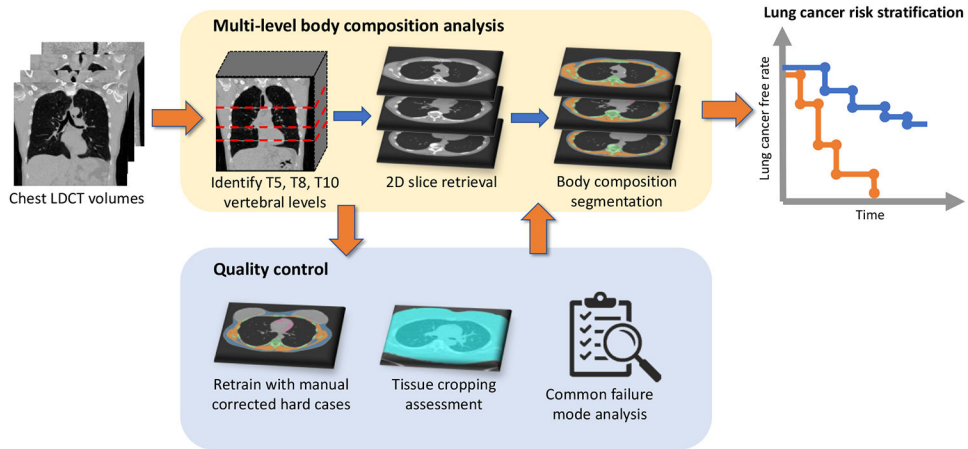 Multi-level body composition analysis
Lung cancer risk stratification
Lung cancer free rate
Time
Chest LDCT volumes
Identify T5, T8, T10
vertebral levels
2D slice retrieval
Body composition
segmentation
Quality control
Retrain with manual
corrected hard cases
Tissue cropping
assessment
Common failure
mode analysis